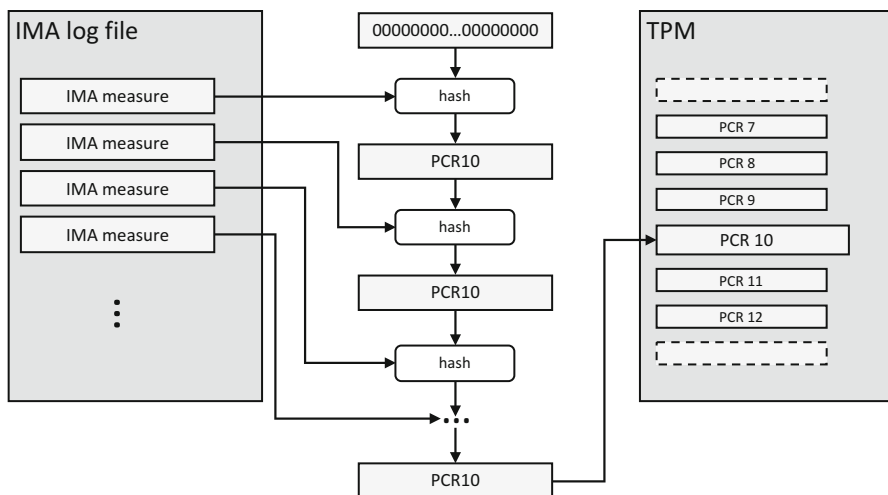 IMA log file
IMA measure
IMA measure
IMA measure
IMA measure
00000000...00000000
hash
PCR10
hash
PCR10
hash
PCR10
TPM
PCR 7
PCR 8
PCR 9
PCR 10
PCR 11
PCR 12